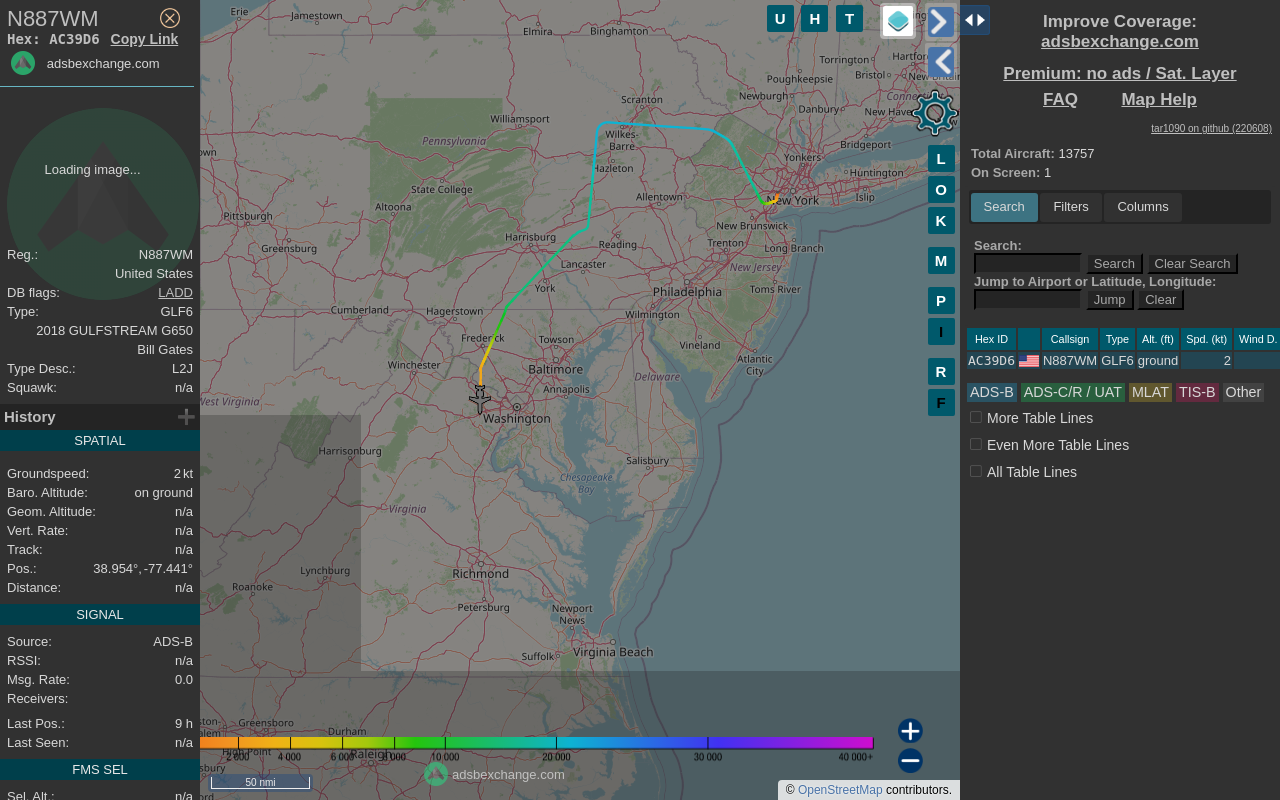 N887WM
Hex: AC39D6 Copy Link
adsbexchange.com
Loading image...
Reg.: N887WM
United States
DB flags: LADD
Type: GLF6
2018 GULFSTREAM G650
Bill Gates
Type Desc.: L2J
Squawk: n/a
History
SPATIAL
Groundspeed: 2 kt
Baro. Altitude: on ground
Geom. Altitude: n/a
Vert. Rate: n/a
Track: n/a
Pos.: 38.954°, -77.441°
Distance: n/a
SIGNAL
Source: ADS-B
RSSI: n/a
Msg. Rate: 0.0
Receivers:
Last Pos.: 9 h
Last Seen: n/a
FMS SEL
Sel. Alt.: n/a
Erie
Jamestown
Elmira
Binghamton
Torrington
Hartford
Bristol
Poughkeepsie
Newburgh
Danbury
Connecticut
Scranton
Williamsport
Wilkes-
Barre
Pennsylvania
Hazleton
Yonkers
Bridgeport
Huntington
Islip
State College
Altoona
Allentown
New York
Pittsburgh
New Brunswick
Harrisburg
Reading
Trenton
Long Branch
Greensburg
Lancaster
New Jersey
York
Philadelphia
Toms River
Cumberland
Hagerstown
Wilmington
Frederick
Towson
Vineland
Winchester
Baltimore
Atlantic
City
Annapolis
Delaware
West Virginia
Washington
Harrisonburg
Salisbury
Chesapeake
Bay
Virginia
Lynchburg
Roanoke
Richmond
Petersburg
Newport
News
Virginia Beach
Suffolk
Greensboro
Durham
High Point
Raleigh
2 000 4 000 6 000 8 000 10 000 20 000 30 000 40 000+
50 nmi
adsbexchange.com
© OpenStreetMap contributors.
U H T
L
O
K
M
P
I
R
F
Improve Coverage:
adsbexchange.com
Premium: no ads / Sat. Layer
FAQ Map Help
tar1090 on github (220608)
Total Aircraft: 13757
On Screen: 1
Search Filters Columns
Search:
Search Clear Search
Jump to Airport or Latitude, Longitude:
Jump Clear
Hex ID Callsign Type Alt. (ft) Spd. (kt) Wind D.
AC39D6 N887WM GLF6 ground 2
ADS-B ADS-C/R / UAT MLAT TIS-B Other
More Table Lines
Even More Table Lines
All Table Lines